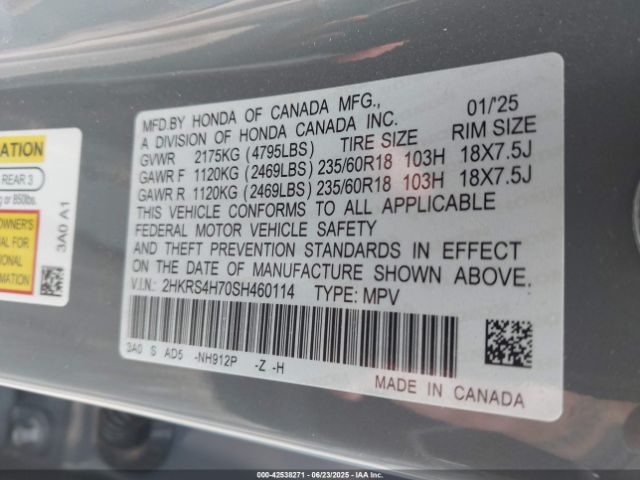 MFD.BY HONDA OF CANADA MFG., 01/'25
A DIVISION OF HONDA CANADA INC.
GVWR 2175KG (4795LBS) TIRE SIZE RIM SIZE
GAWR F 1120KG (2469LBS) 235/60R18 103H 18X7.5J
GAWR R 1120KG (2469LBS) 235/60R18 103H 18X7.5J
THIS VEHICLE CONFORMS TO ALL APPLICABLE
FEDERAL MOTOR VEHICLE SAFETY
AND THEFT PREVENTION STANDARDS IN EFFECT
ON THE DATE OF MANUFACTURE SHOWN ABOVE.
V.I.N.: 2HKRS4H70SH460114 TYPE: MPV
3A0 S AD5 -NH912P -Z -H
MADE IN CANADA
ATION
REAR 3
or 850lbs.
OWNER'S
AL FOR
IONAL
MATION
3A0 A1
000-42538271 - 06/23/2025 - IAA Inc.